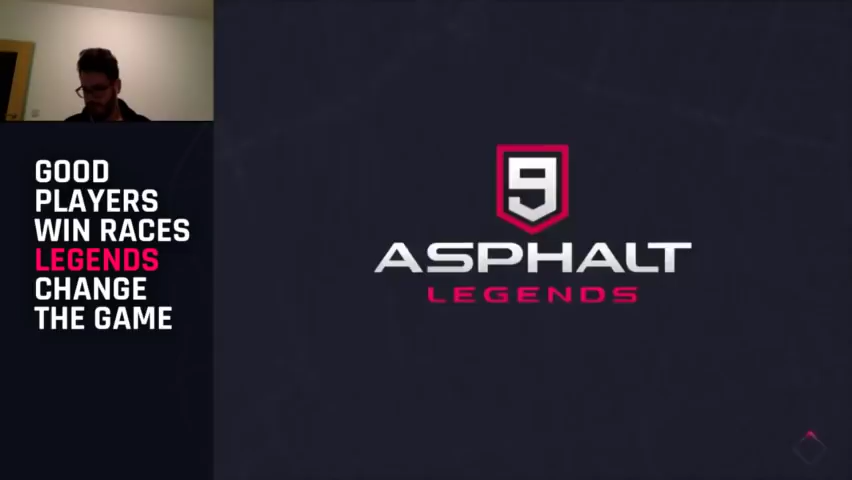 GOOD
PLAYERS
WIN RACES
LEGENDS
CHANGE
THE GAME
9
ASPHALT
LEGENDS